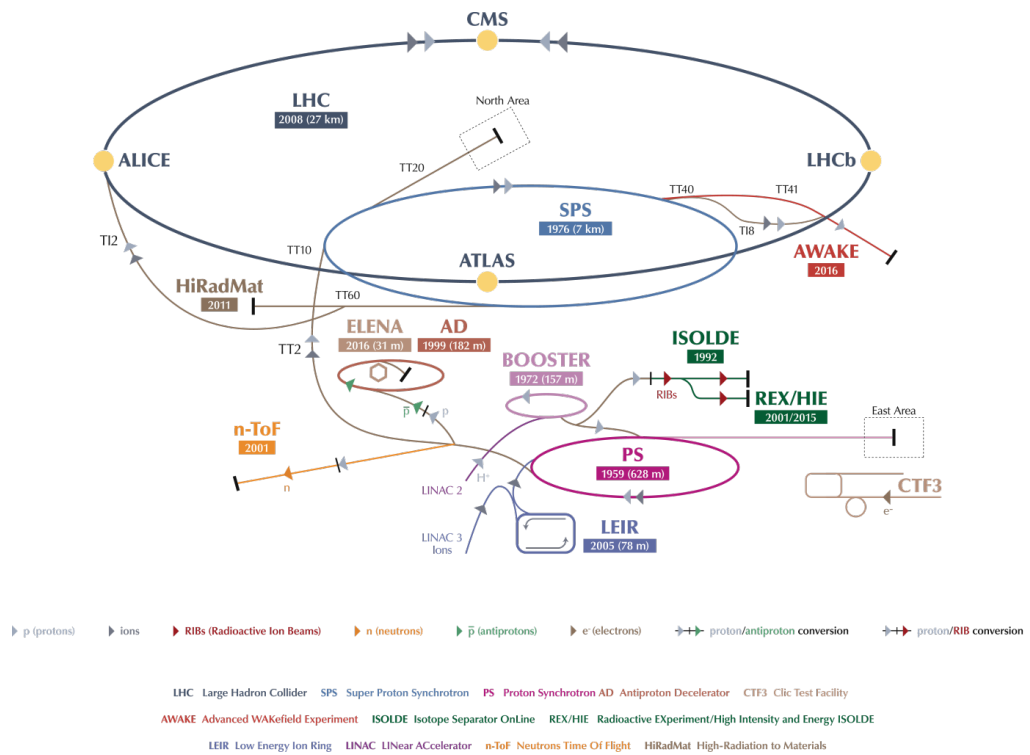 CMS
LHC
2008 (27 km)
North Area
ALICE
LHCb
TT20
TT40
TT41
SPS
1976 (7 km)
TI8
TI2
TT10
AWAKE
2016
ATLAS
HiRadMat
2011
TT60
ELENA
2016 (31 m)
AD
1999 (182 m)
TT2
ISOLDE
1992
BOOSTER
1972 (157 m)
RIBs
REX/HIE
2001/2015
p̅
p
East Area
n-ToF
2001
PS
1959 (628 m)
n
LINAC 2
H⁺
CTF3
e⁻
LEIR
2005 (78 m)
LINAC 3
Ions
p (protons) ions RIBs (Radioactive Ion Beams) n (neutrons) p̅ (antiprotons) e⁻ (electrons) proton/antiproton conversion proton/RIB conversion
LHC Large Hadron Collider SPS Super Proton Synchrotron PS Proton Synchrotron AD Antiproton Decelerator CTF3 Clic Test Facility
AWAKE Advanced WAKefield Experiment ISOLDE Isotope Separator OnLine REX/HIE Radioactive EXperiment/High Intensity and Energy ISOLDE
LEIR Low Energy Ion Ring LINAC LINear ACcelerator n-ToF Neutrons Time Of Flight HiRadMat High-Radiation to Materials